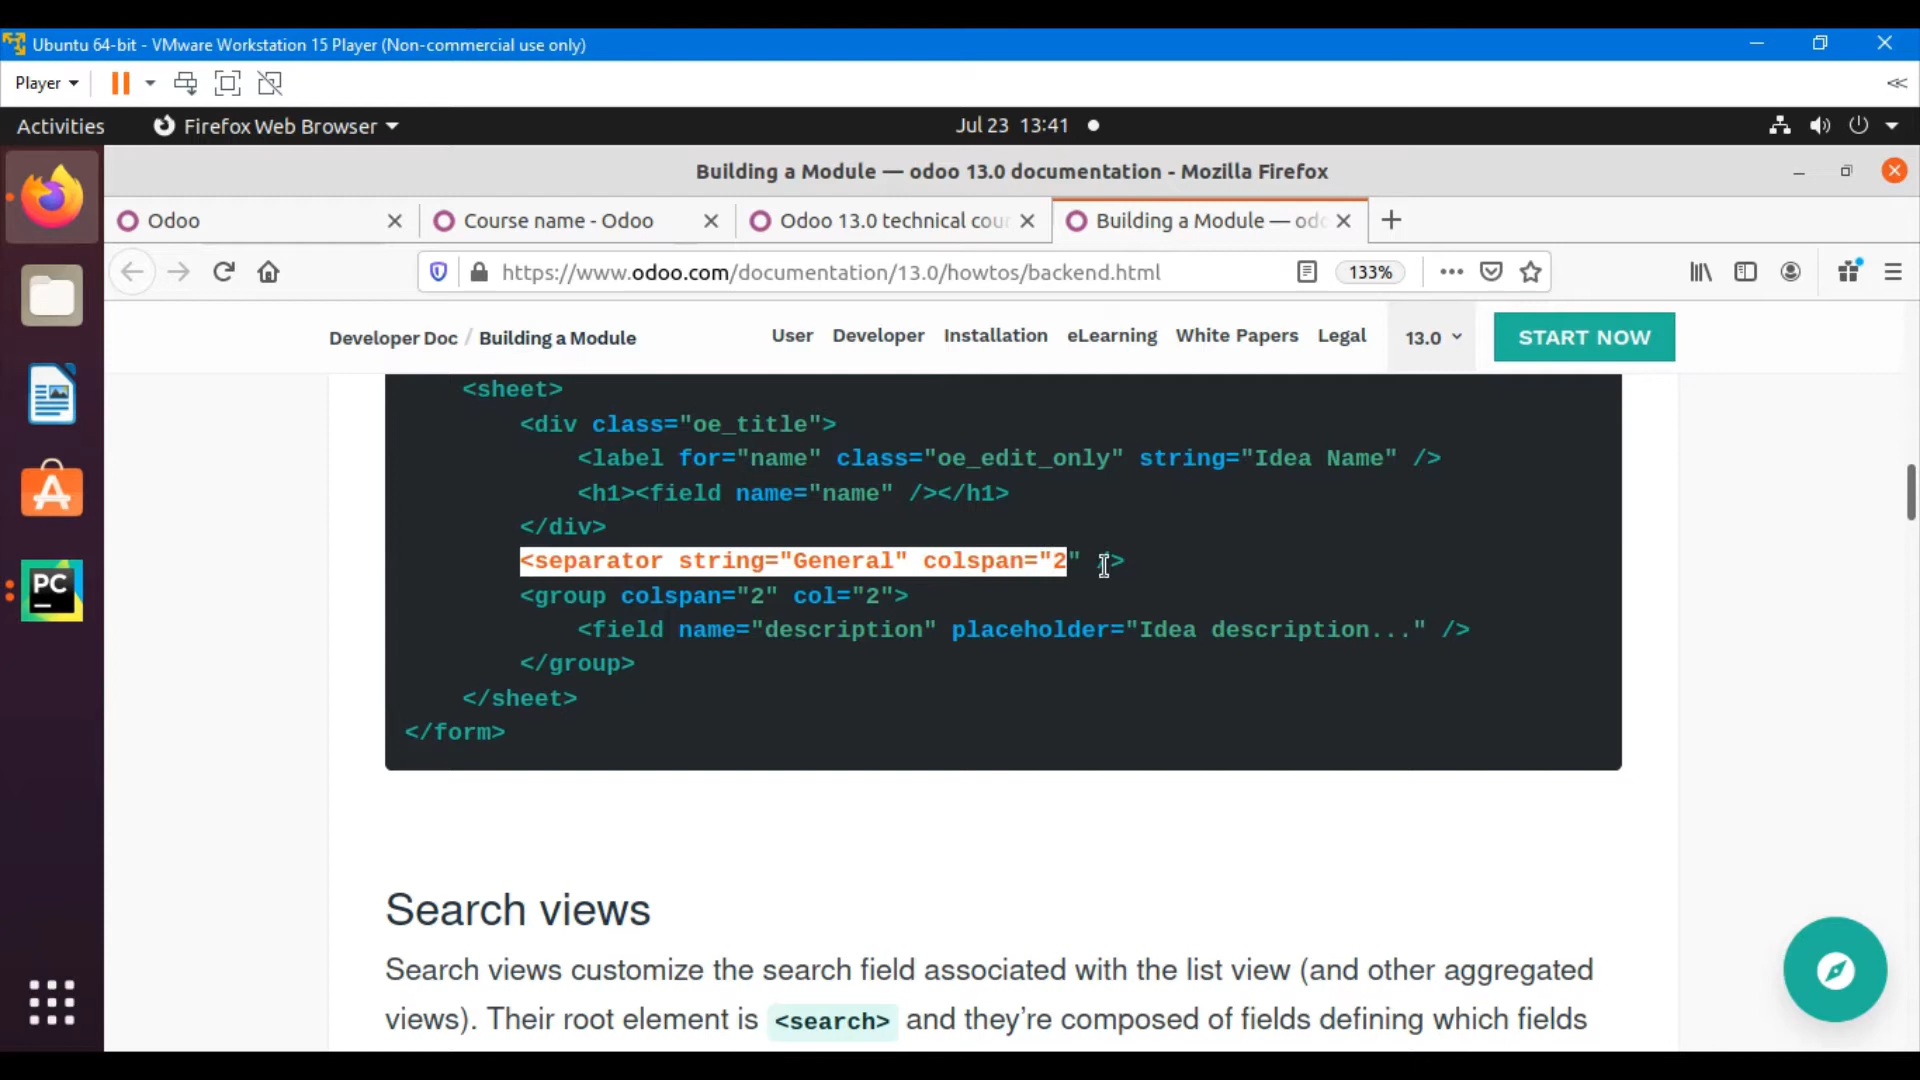 Ubuntu 64-bit - VMware Workstation 15 Player (Non-commercial use only)
Player
Activities
Firefox Web Browser
Jul 23 13:41
Building a Module — odoo 13.0 documentation - Mozilla Firefox
Odoo
Course name - Odoo
Odoo 13.0 technical cou
Building a Module — odo
https://www.odoo.com/documentation/13.0/howtos/backend.html
133%
Developer Doc / Building a Module
User
Developer
Installation
eLearning
White Papers
Legal
13.0
START NOW
<sheet>
<div class="oe_title">
<label for="name" class="oe_edit_only" string="Idea Name" />
<h1><field name="name" /></h1>
</div>
<separator string="General" colspan="2" />
<group colspan="2" col="2">
<field name="description" placeholder="Idea description..." />
</group>
</sheet>
</form>
PC
Search views
Search views customize the search field associated with the list view (and other aggregated
views). Their root element is <search> and they're composed of fields defining which fields